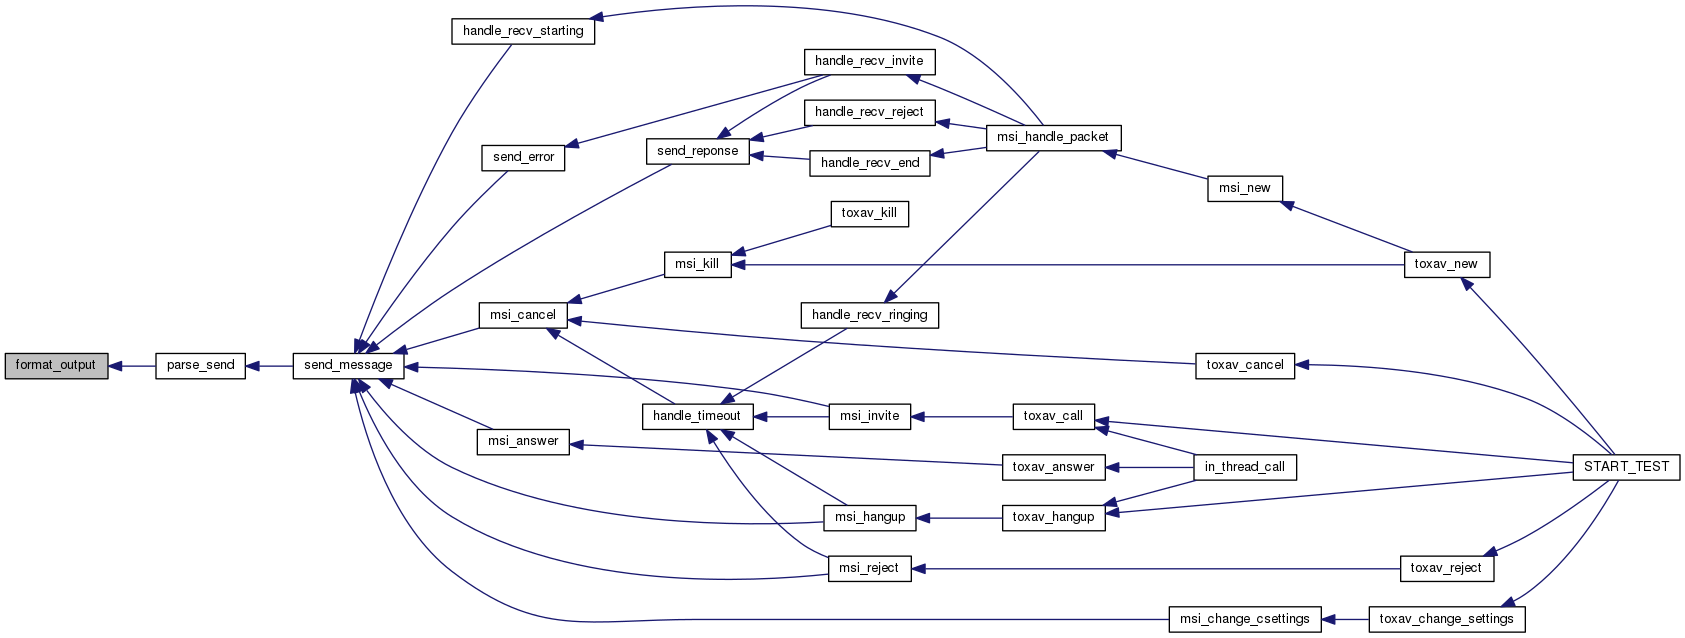 handle_recv_starting
handle_recv_invite
handle_recv_reject
msi_handle_packet
send_reponse
send_error
handle_recv_end
msi_new
toxav_kill
msi_kill
toxav_new
msi_cancel
handle_recv_ringing
format_output
parse_send
send_message
toxav_cancel
handle_timeout
msi_invite
toxav_call
msi_answer
toxav_answer
in_thread_call
START_TEST
msi_hangup
toxav_hangup
msi_reject
toxav_reject
msi_change_csettings
toxav_change_settings